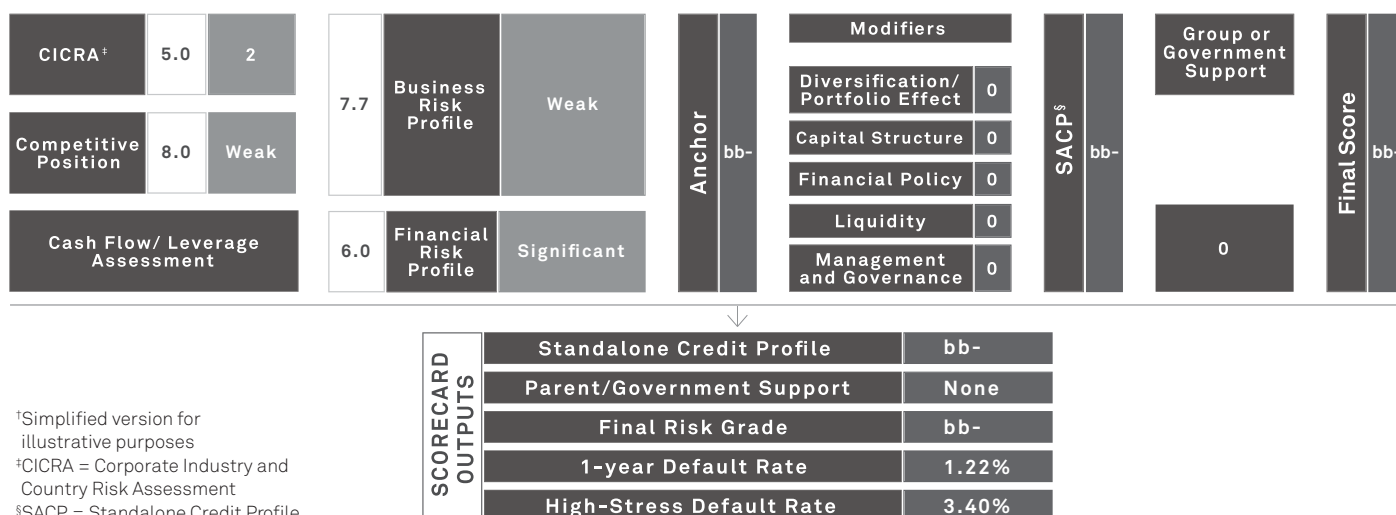 CICRA‡
5.0
2
Competitive
Position
8.0
Weak
Cash Flow/ Leverage
Assessment
7.7
Business
Risk
Profile
Weak
6.0
Financial
Risk
Profile
Significant
Anchor
bb-
Modifiers
Diversification/
Portfolio Effect
0
Capital Structure
0
Financial Policy
0
Liquidity
0
Management
and Governance
0
SACP§
bb-
Group or
Government
Support
0
Final Score
bb-
SCORECARD
OUTPUTS
Standalone Credit Profile
bb-
Parent/Government Support
None
Final Risk Grade
bb-
1-year Default Rate
1.22%
High-Stress Default Rate
3.40%
†Simplified version for
illustrative purposes
‡CICRA = Corporate Industry and
Country Risk Assessment
§SACP = Standalone Credit Profile